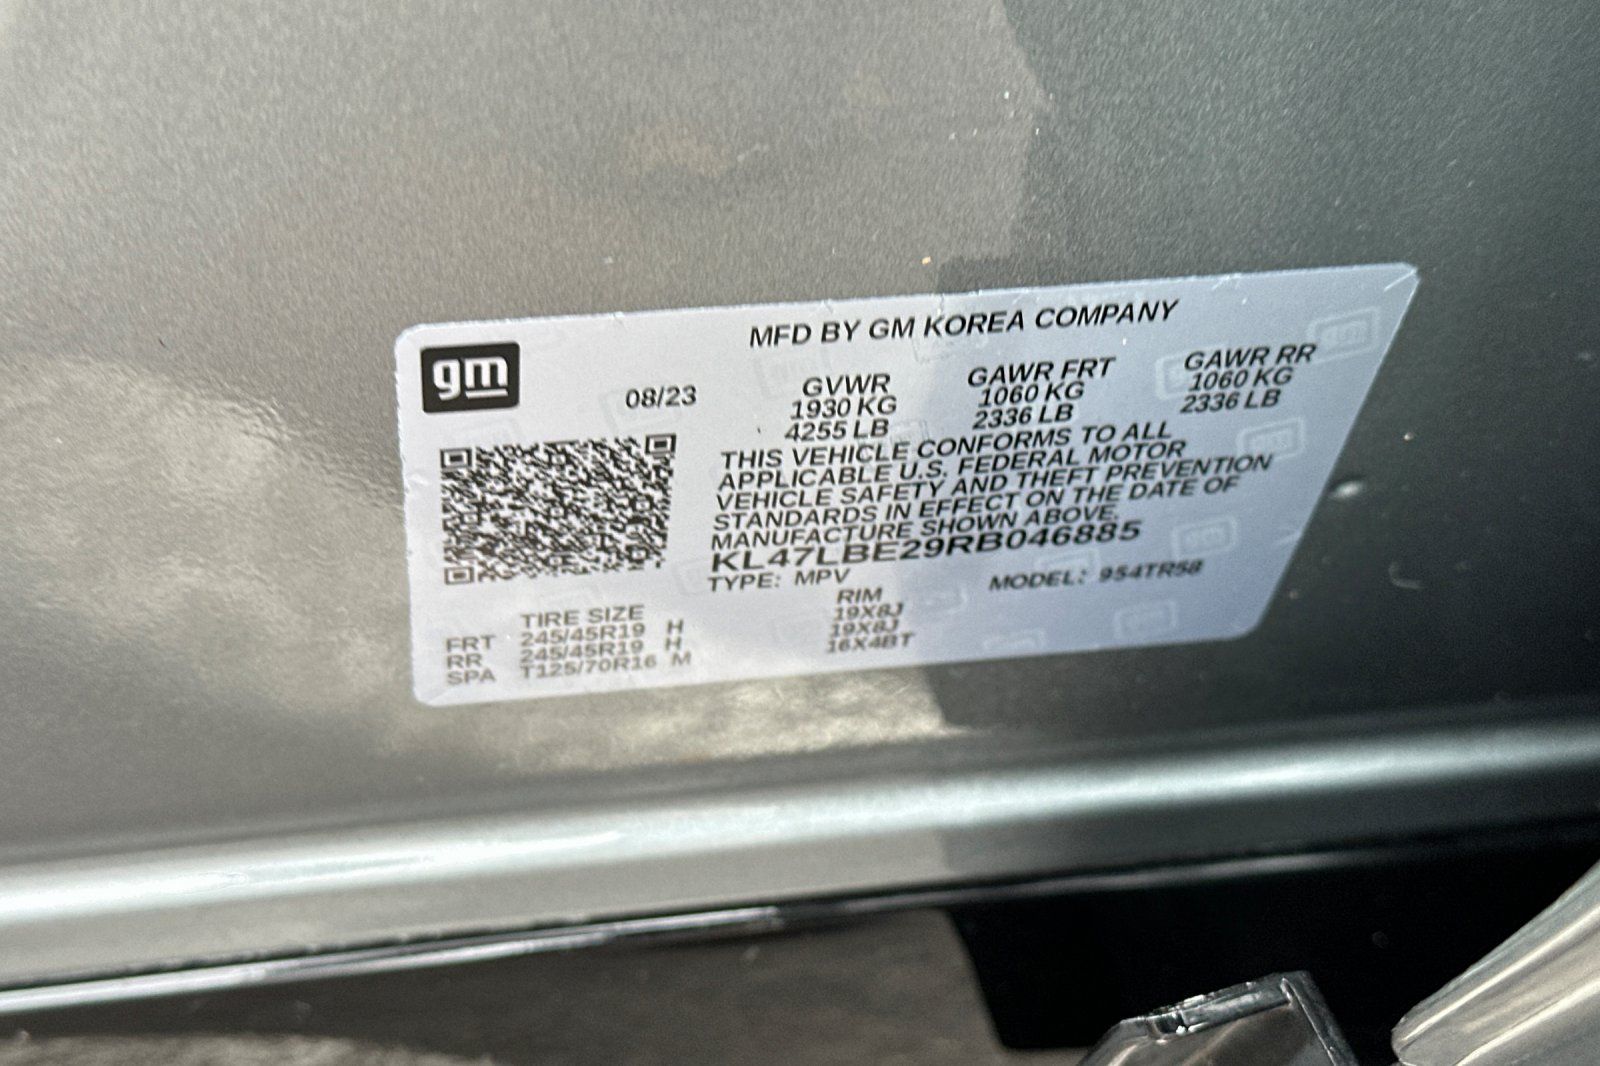 MFD BY GM KOREA COMPANY
gm
08/23
GVWR GAWR FRT GAWR RR
1930 KG 1060 KG 1060 KG
4255 LB 2336 LB 2336 LB
THIS VEHICLE CONFORMS TO ALL
APPLICABLE U.S. FEDERAL MOTOR
VEHICLE SAFETY AND THEFT PREVENTION
STANDARDS IN EFFECT ON THE DATE OF
MANUFACTURE SHOWN ABOVE.
KL47LBE29RB046885
TYPE: MPV MODEL: 954TR58
TIRE SIZE RIM
FRT 245/45R19 H 19X8J
RR 245/45R19 H 19X8J
SPA T125/70R16 M 16X4BT